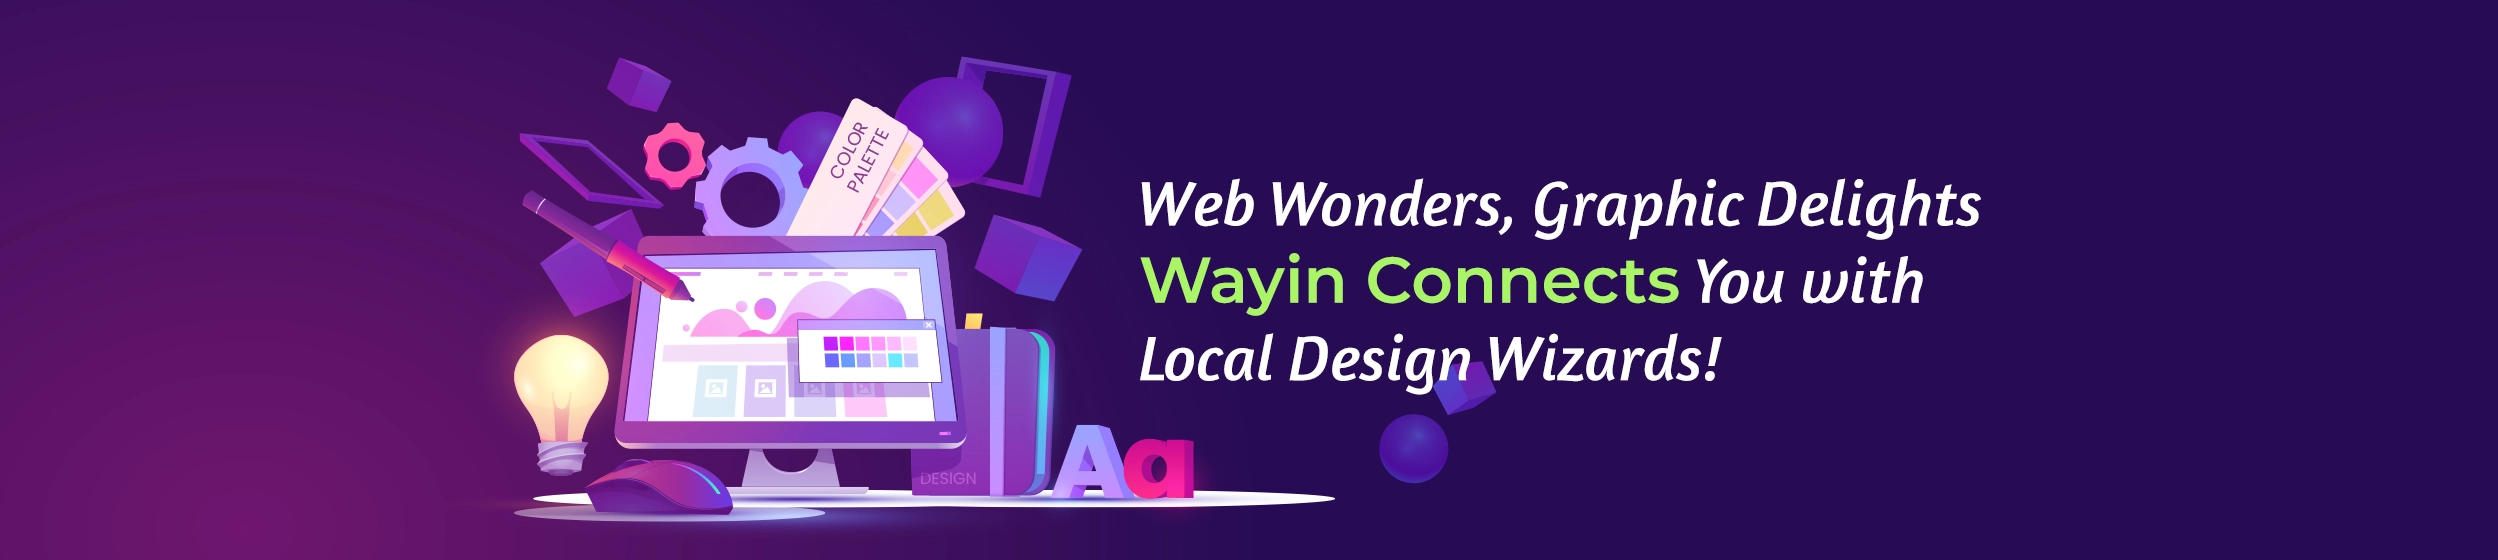 COLOR
PALETTE
Web Wonders, Graphic Delights
Wayin Connects You with
Local Design Wizards!
DESIGN
Aa